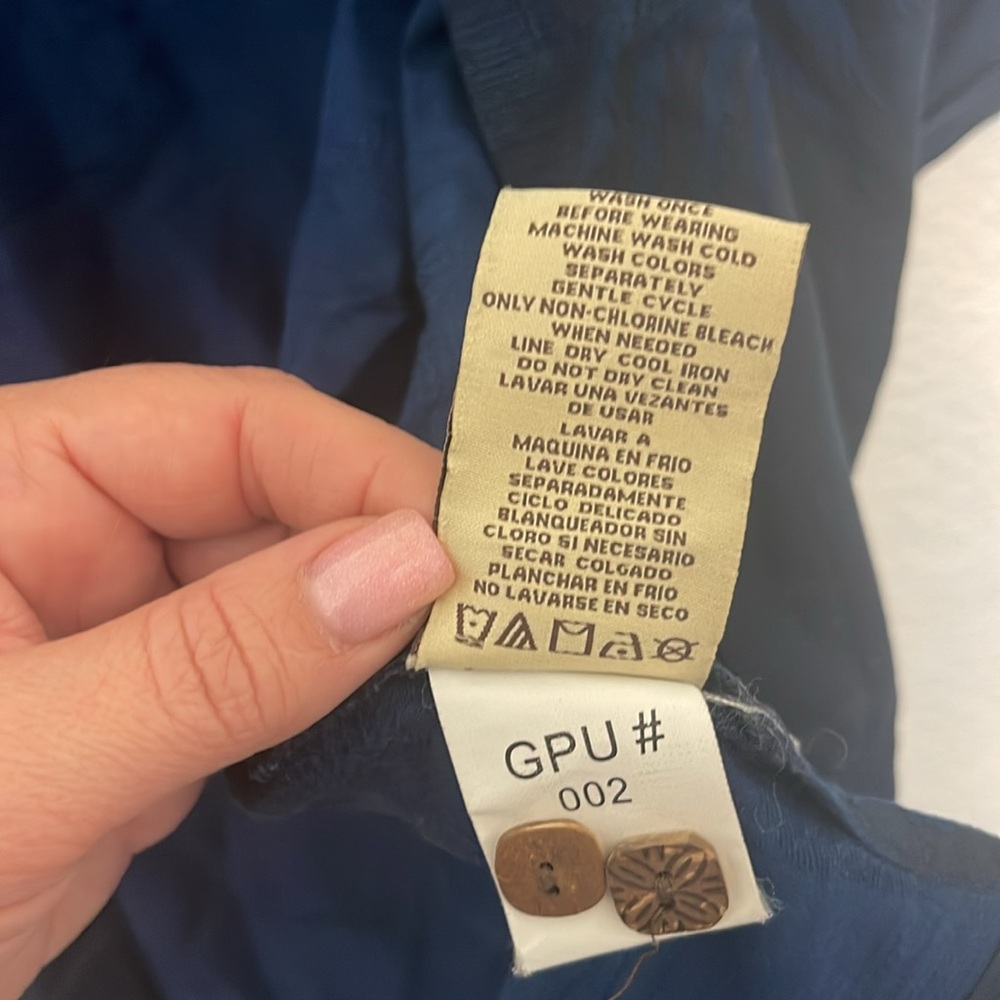 WASH ONCE
BEFORE WEARING
MACHINE WASH COLD
WASH COLORS
SEPARATELY
GENTLE CYCLE
ONLY NON-CHLORINE BLEACH
WHEN NEEDED
LINE DRY COOL IRON
DO NOT DRY CLEAN
LAVAR UNA VEZANTES
DE USAR
LAVAR A
MAQUINA EN FRIO
LAVE COLORES
SEPARADAMENTE
CICLO DELICADO
BLANQUEADOR SIN
CLORO SI NECESARIO
SECAR COLGADO
PLANCHAR EN FRIO
NO LAVARSE EN SECO
GPU #
002